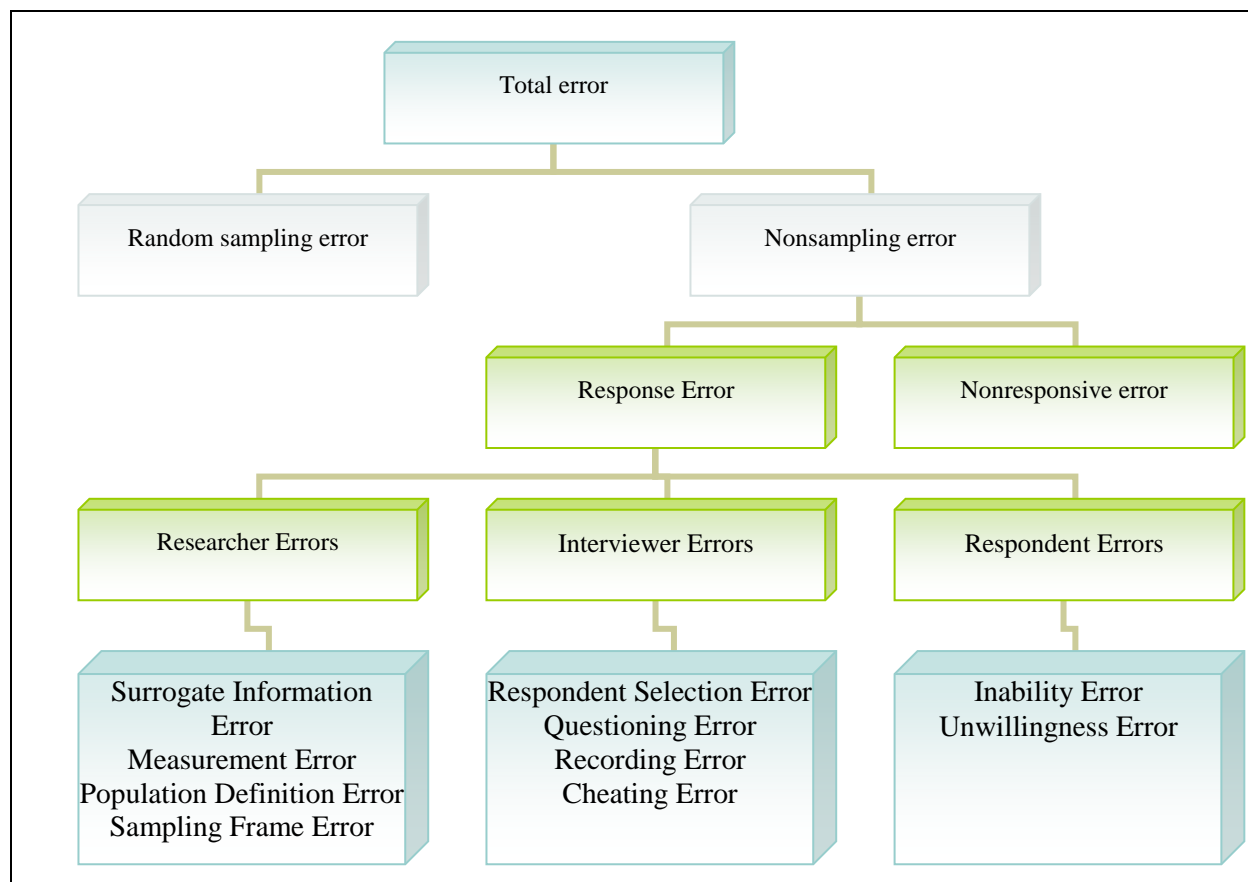 Total error
Random sampling error
Nonsampling error
Response Error
Nonresponsive error
Researcher Errors
Interviewer Errors
Respondent Errors
Surrogate Information
Error
Measurement Error
Population Definition Error
Sampling Frame Error
Respondent Selection Error
Questioning Error
Recording Error
Cheating Error
Inability Error
Unwillingness Error